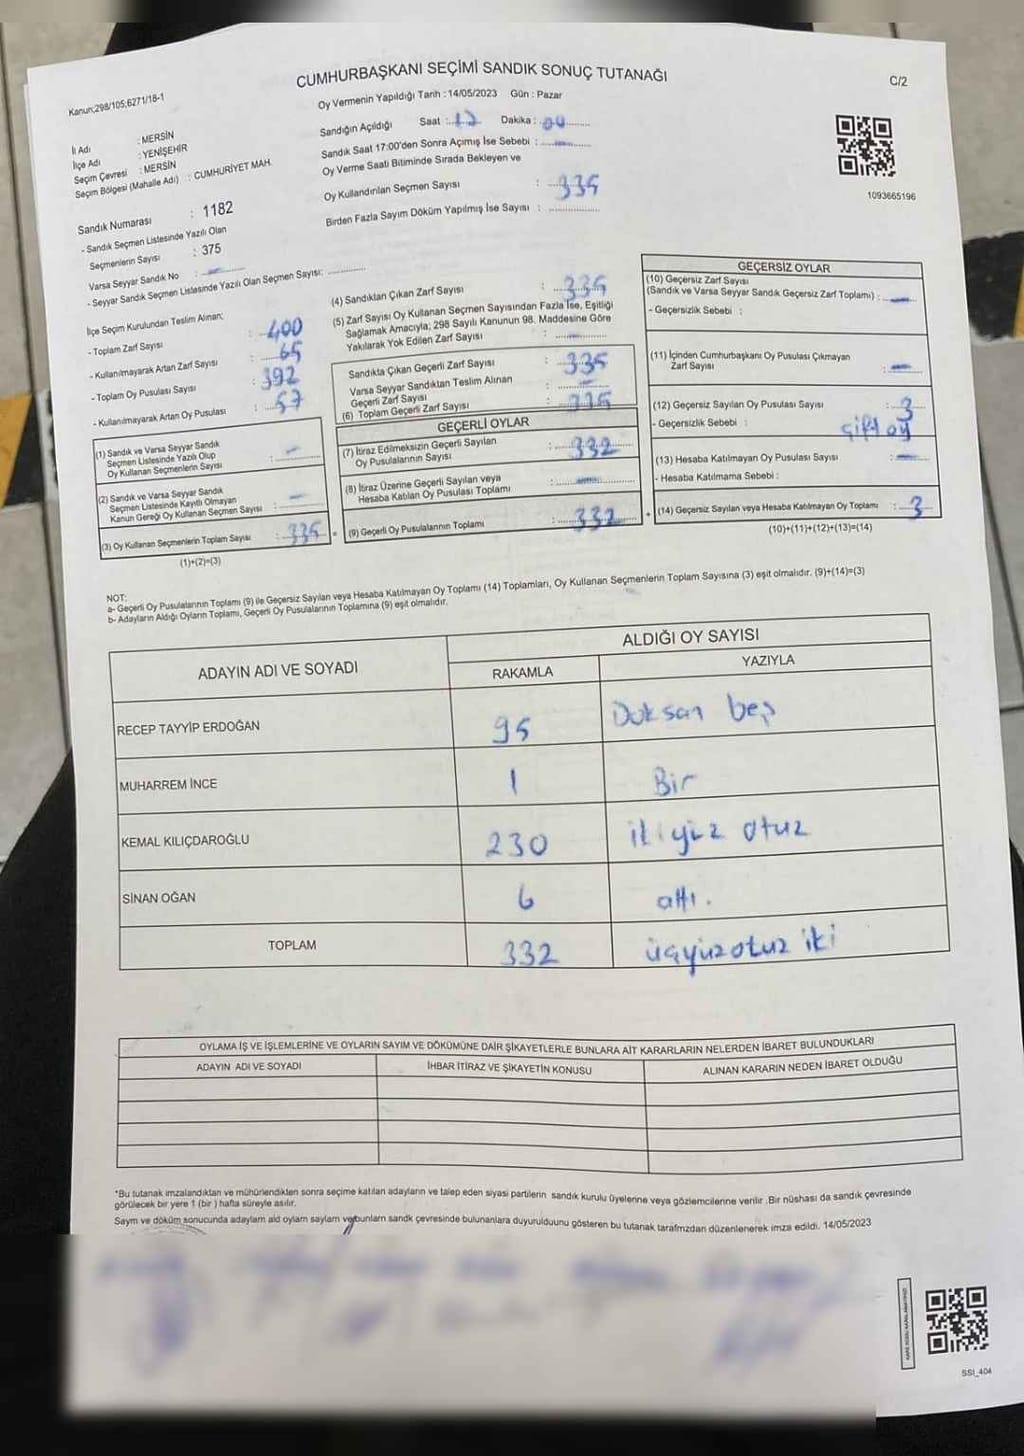 CUMHURBAŞKANI SEÇİMİ SANDIK SONUÇ TUTANAĞI
C/2
Kanun:298/105;6271/18-1
Oy Vermenin Yapıldığı Tarih : 14/05/2023 Gün : Pazar
İl Adı : MERSİN
İlçe Adı : YENİŞEHİR
Seçim Çevresi : MERSİN
Seçim Bölgesi (Mahalle Adı) : CUMHURİYET MAH.
Sandık Numarası : 1182
- Sandık Seçmen Listesinde Yazılı Olan
Seçmenlerin Sayısı : 375
Varsa Seyyar Sandık No : -
- Seyyar Sandık Seçmen Listesinde Yazılı Olan Seçmen Sayısı: ..............
Sandığın Açıldığı Saat : Dakika :
Sandık Saat 17:00'den Sonra Açımış İse Sebebi : -
Oy Verme Saati Bitiminde Sırada Bekleyen ve
Oy Kullandırılan Seçmen Sayısı : 335
Birden Fazla Sayım Döküm Yapılmış İse Sayısı : ..............
1093665196
İlçe Seçim Kurulundan Teslim Alınan;
- Toplam Zarf Sayısı : 400
- Kullanılmayarak Artan Zarf Sayısı : 65
- Toplam Oy Pusulası Sayısı : 392
- Kullanılmayarak Artan Oy Pusulası : 57
(1) Sandık ve Varsa Seyyar Sandık
Seçmen Listesinde Yazılı Olup
Oy Kullanan Seçmenlerin Sayısı : -
(2) Sandık ve Varsa Seyyar Sandık
Seçmen Listesinde Kayıtlı Olmayan
Kanun Gereği Oy Kullanan Seçmen Sayısı : -
(3) Oy Kullanan Seçmenlerin Toplam Sayısı : 335
(1)+(2)=(3)
(4) Sandıktan Çıkan Zarf Sayısı : 335
(5) Zarf Sayısı Oy Kullanan Seçmen Sayısından Fazla İse, Eşitliği
Sağlamak Amacıyla; 298 Sayılı Kanunun 98. Maddesine Göre
Yakılarak Yok Edilen Zarf Sayısı : -
Sandıkta Çıkan Geçerli Zarf Sayısı : 335
Varsa Seyyar Sandıktan Teslim Alınan
Geçerli Zarf Sayısı : -
(6) Toplam Geçerli Zarf Sayısı : 335
GEÇERLİ OYLAR
(7) İtiraz Edilmeksizin Geçerli Sayılan
Oy Pusulalarının Sayısı : 332
(8) İtiraz Üzerine Geçerli Sayılan veya
Hesaba Katılan Oy Pusulası Toplamı : -
(9) Geçerli Oy Pusulalarının Toplamı : 332
GEÇERSİZ OYLAR
(10) Geçersiz Zarf Sayısı
(Sandık ve Varsa Seyyar Sandık Geçersiz Zarf Toplamı) : -
- Geçersizlik Sebebi :
(11) İçinden Cumhurbaşkanı Oy Pusulası Çıkmayan
Zarf Sayısı : -
(12) Geçersiz Sayılan Oy Pusulası Sayısı : 3
- Geçersizlik Sebebi : çift oy
(13) Hesaba Katılmayan Oy Pusulası Sayısı : -
- Hesaba Katılmama Sebebi :
(14) Geçersiz Sayılan veya Hesaba Katılmayan Oy Toplamı : 3
(10)+(11)+(12)+(13)=(14)
NOT:
a- Geçerli Oy Pusulalarının Toplamı (9) ile Geçersiz Sayılan veya Hesaba Katılmayan Oy Toplamı (14) Toplamları, Oy Kullanan Seçmenlerin Toplam Sayısına (3) eşit olmalıdır. (9)+(14)=(3)
b- Adayların Aldığı Oyların Toplamı, Geçerli Oy Pusulalarının Toplamına (9) eşit olmalıdır.
ADAYIN ADI VE SOYADI ALDIĞI OY SAYISI
RAKAMLA YAZIYLA
RECEP TAYYİP ERDOĞAN 95 Doksan beş
MUHARREM İNCE 1 Bir
KEMAL KILIÇDAROĞLU 230 ikiyüz otuz
SİNAN OĞAN 6 altı.
TOPLAM 332 üçyüzotuz iki
OYLAMA İŞ VE İŞLEMLERİNE VE OYLARIN SAYIM VE DÖKÜMÜNE DAİR ŞİKAYETLERLE BUNLARA AİT KARARLARIN NELERDEN İBARET BULUNDUKLARI
ADAYIN ADI VE SOYADI İHBAR İTİRAZ VE ŞİKAYETİN KONUSU ALINAN KARARIN NEDEN İBARET OLDUĞU
*Bu tutanak imzalandıktan ve mühürlendikten sonra seçime katılan adayların ve talep eden siyasi partilerin sandık kurulu üyelerine veya gözlemcilerine verilir .Bir nüshası da sandık çevresinde
görülecek bir yere 1 (bir ) hafta süreyle asılır.
Sayım ve döküm sonucunda adayların ald oyların saylam ve bunların sandk çevresinde bulunanlara duyurulduunu gösteren bu tutanak tarafmzdan düzenlenerek imza edildi. 14/05/2023
SSI_404